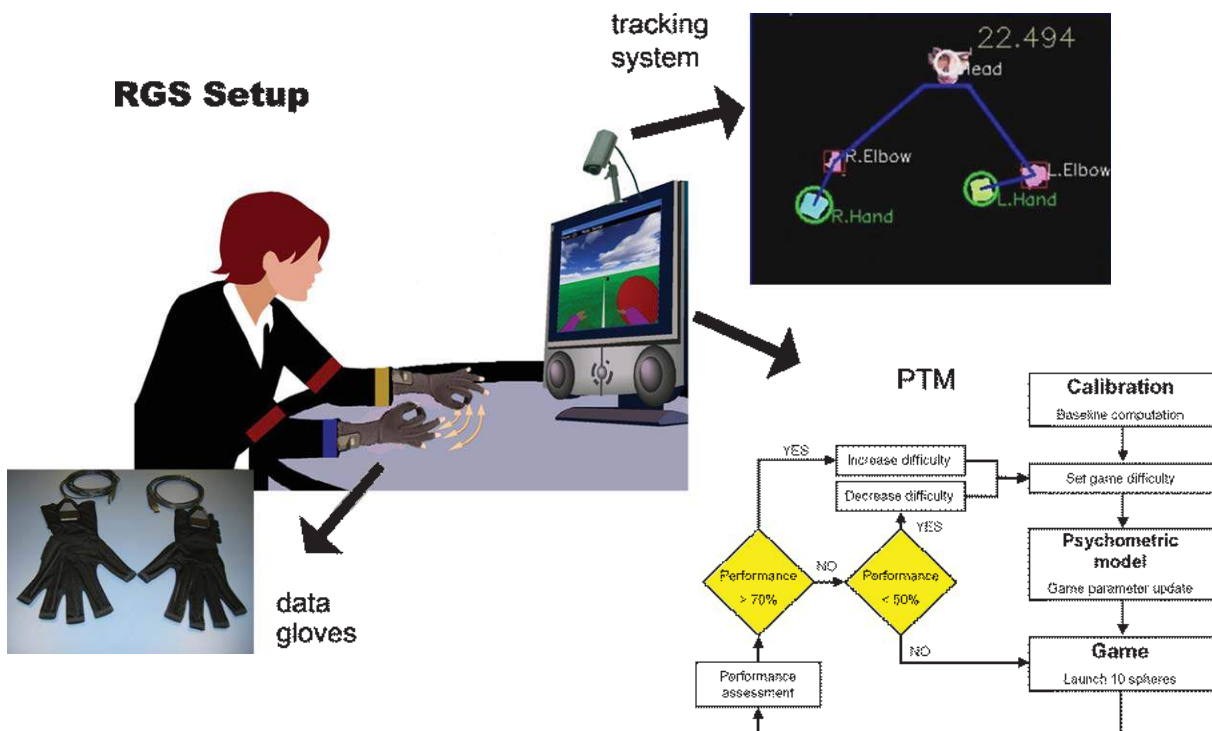 RGS Setup
tracking
system
22.494
Head
R.Elbow
L.Elbow
R.Hand
L.Hand
data
gloves
PTM
Calibration
Baseline computation
YES
Increase difficulty
Set game difficulty
Decrease difficulty
YES
Psychometric
model
Game parameter update
Performance
> 70%
NO
Performance
< 50%
NO
Game
Launch 10 spheres
Performance
assessment